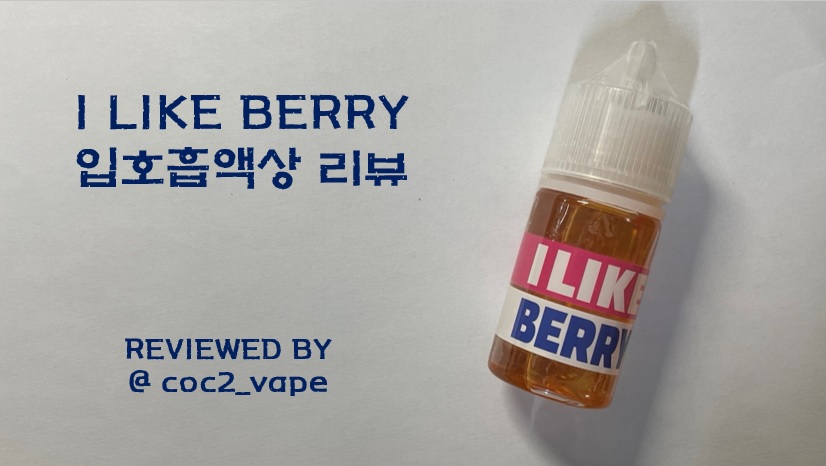 I LIKE BERRY
입호흡액상 리뷰
REVIEWED BY
@ coc2_vape
I LIKE
BERRY